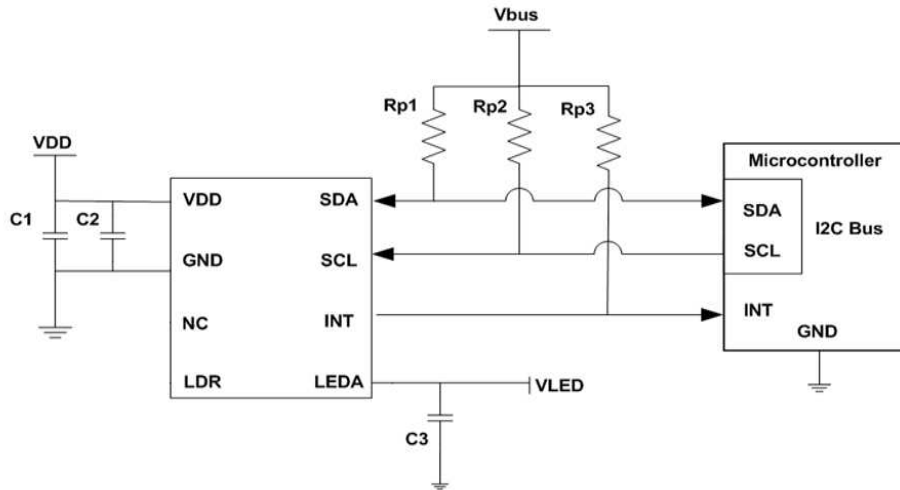 Vbus
Rp1 Rp2 Rp3
VDD
Microcontroller
C1 C2
VDD SDA
SDA
I2C Bus
GND SCL
SCL
NC INT
INT
GND
LDR LEDA
VLED
C3